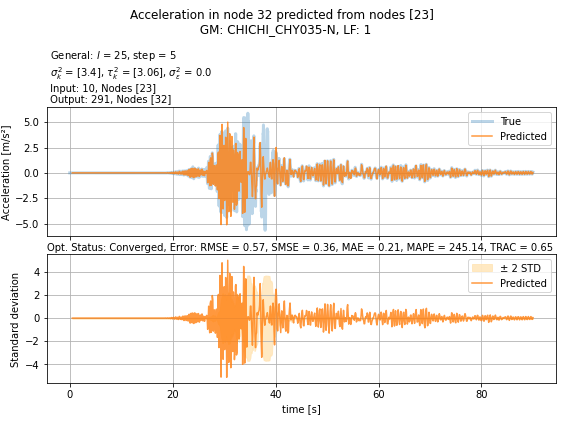 Acceleration in node 32 predicted from nodes [23]
GM: CHICHI_CHY035-N, LF: 1
General: l = 25, step = 5
σ²ₖ = [3.4], τ²ₖ = [3.06], σ²ε = 0.0
Input: 10, Nodes [23]
Output: 291, Nodes [32]
Acceleration [m/s²]
5.0
2.5
0.0
−2.5
−5.0
True
Predicted
Opt. Status: Converged, Error: RMSE = 0.57, SMSE = 0.36, MAE = 0.21, MAPE = 245.14, TRAC = 0.65
Standard deviation
4
2
0
−2
−4
± 2 STD
Predicted
0 20 40 60 80
time [s]